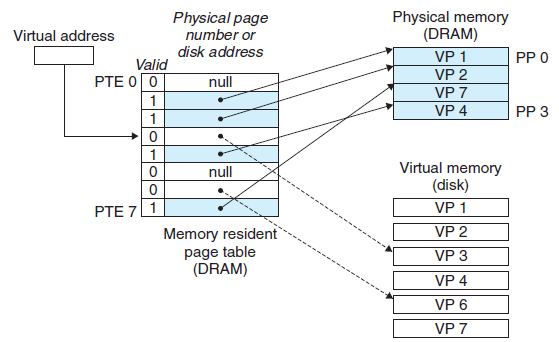 Virtual address
Physical page
number or
disk address
Valid
PTE 0
0 null
1
1
0
1
0 null
0
PTE 7 1
Memory resident
page table
(DRAM)
Physical memory
(DRAM)
VP 1 PP 0
VP 2
VP 7
VP 4 PP 3
Virtual memory
(disk)
VP 1
VP 2
VP 3
VP 4
VP 6
VP 7